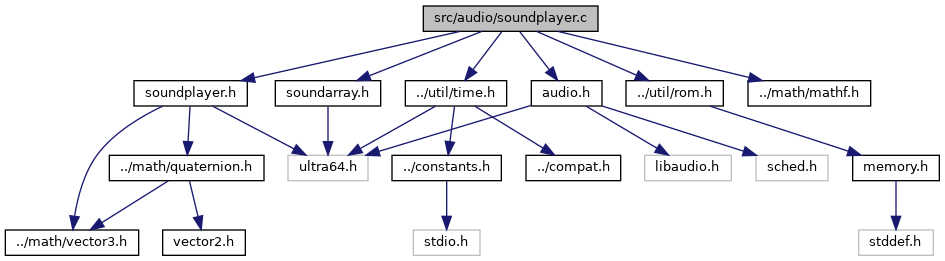 src/audio/soundplayer.c
soundplayer.h
soundarray.h
../util/time.h
audio.h
../util/rom.h
../math/mathf.h
../math/quaternion.h
ultra64.h
../constants.h
../compat.h
libaudio.h
sched.h
memory.h
../math/vector3.h
vector2.h
stdio.h
stddef.h